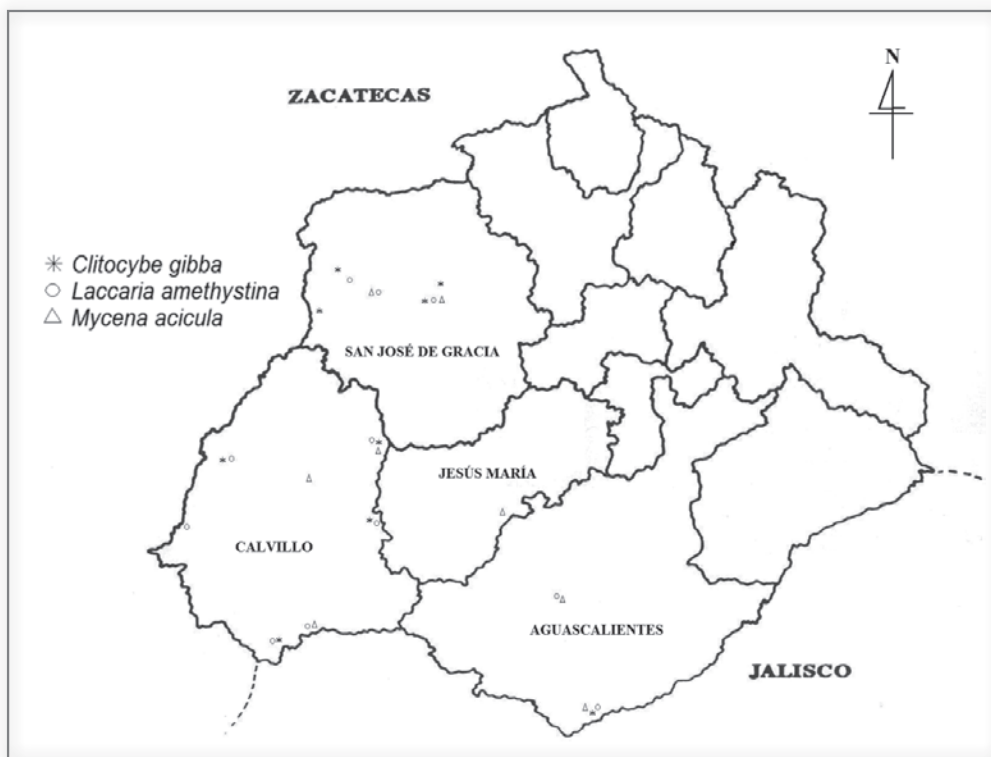 ZACATECAS
N
Clitocybe gibba
Laccaria amethystina
Mycena acicula
SAN JOSÉ DE GRACIA
JESÚS MARÍA
CALVILLO
AGUASCALIENTES
JALISCO